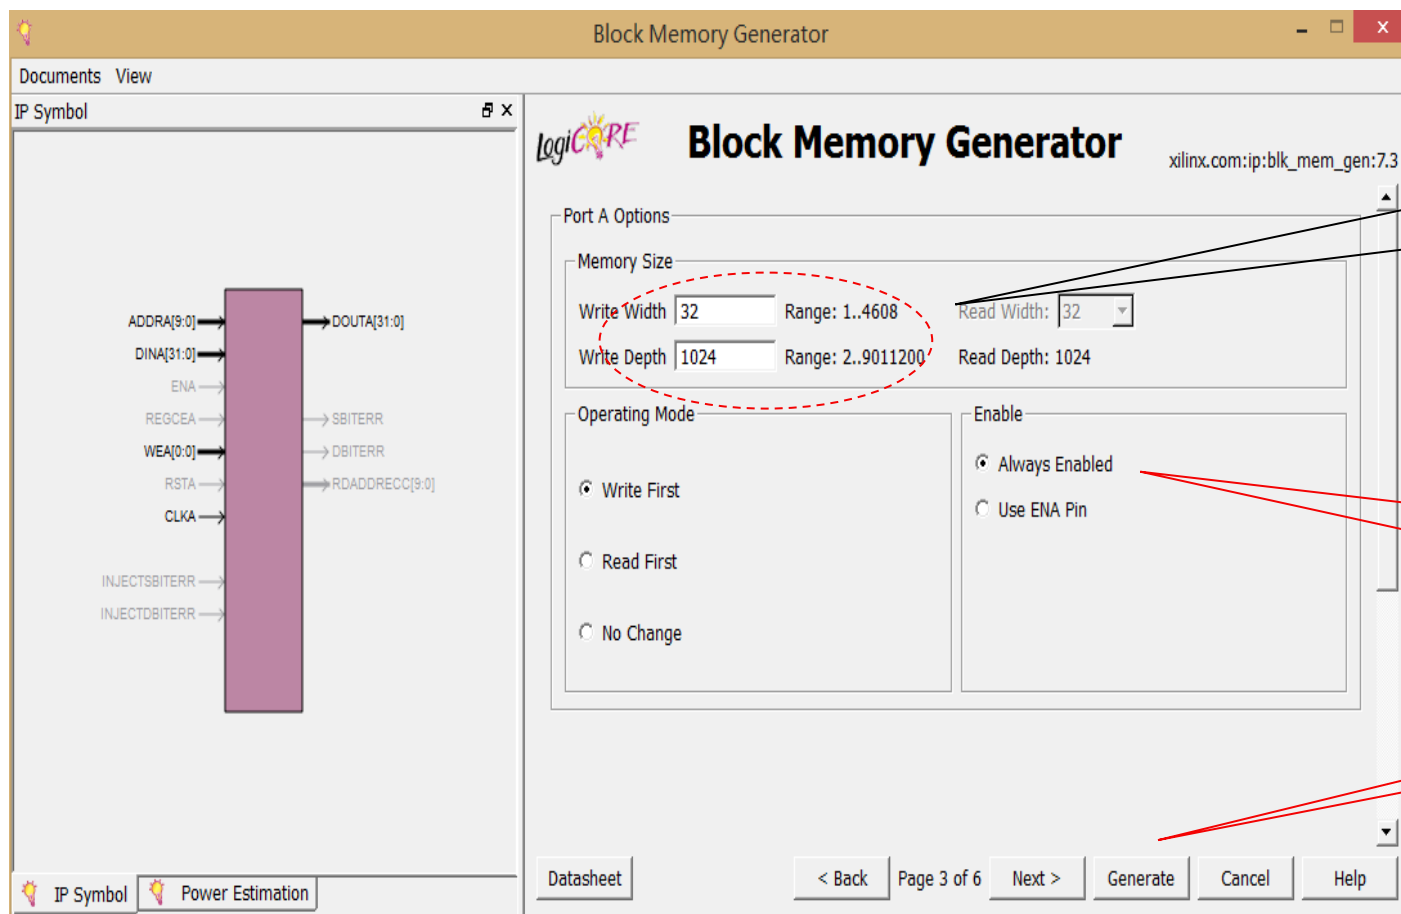 Block Memory Generator
Documents View
IP Symbol
ADDRA[9:0]
DOUTA[31:0]
DINA[31:0]
ENA
REGCEA
SBITERR
WEA[0:0]
DBITERR
RSTA
RDADDRECC[9:0]
CLKA
INJECTSBITERR
INJECTDBITERR
IP Symbol
Power Estimation
LogiCORE
Block Memory Generator
xilinx.com:ip:blk_mem_gen:7.3
Port A Options
Memory Size
Write Width 32 Range: 1..4608 Read Width: 32
Write Depth 1024 Range: 2..9011200 Read Depth: 1024
Operating Mode
Write First
Read First
No Change
Enable
Always Enabled
Use ENA Pin
Datasheet < Back Page 3 of 6 Next > Generate Cancel Help